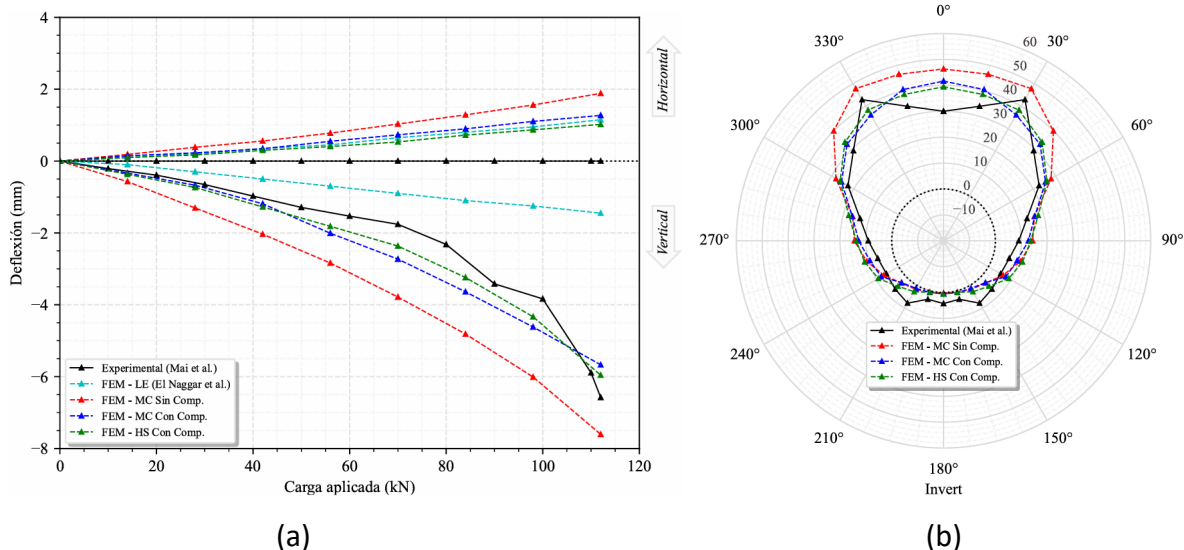 4
2
0
−2
−4
−6
−8
0
20
40
60
80
100
120
Deflexión (mm)
Carga aplicada (kN)
Horizontal
Vertical
Experimental (Mai et al.)
FEM - LE (El Naggar et al.)
FEM - MC Sin Comp.
FEM - MC Con Comp.
FEM - HS Con Comp.
(a)
0°
30°
60°
90°
120°
150°
180°
210°
240°
270°
300°
330°
60
50
40
30
20
10
0
−10
Experimental (Mai et al.)
FEM - MC Sin Comp.
FEM - MC Con Comp.
FEM - HS Con Comp.
Invert
(b)